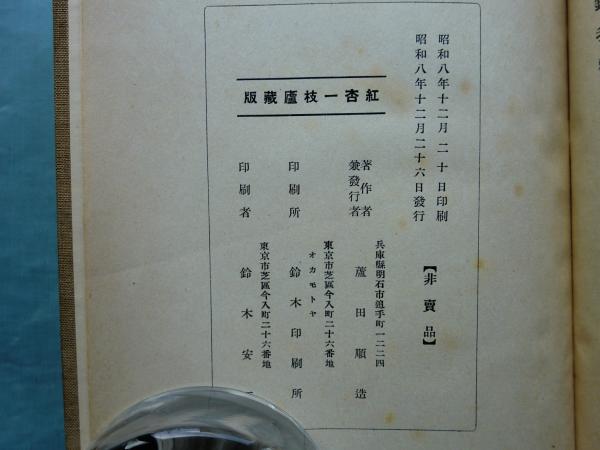 昭和八年十二月二十日印刷
昭和八年十二月二十六日發行
【非賣品】
紅杏一枝廬藏版
著作者
兼發行者
兵庫縣明石市鍛手町一二二四
蘆田順造
印刷所
東京市芝區今入町二十六番地
オカモトヤ
鈴木印刷所
印刷者
東京市芝區今入町二十六番地
鈴木安